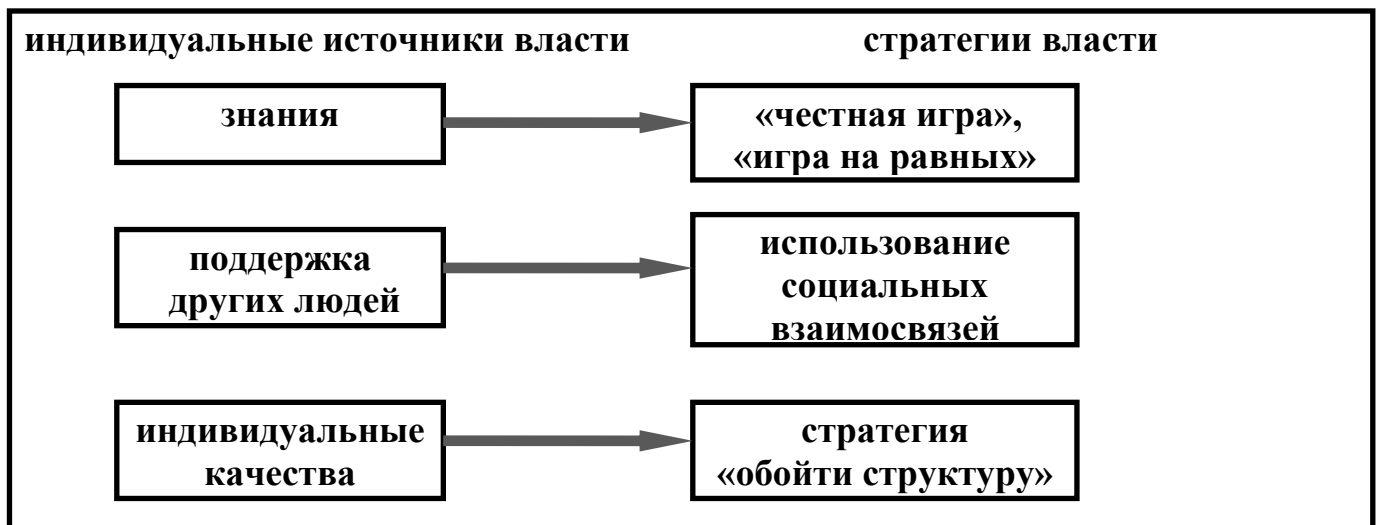 индивидуальные источники власти
стратегии власти
знания
«честная игра»,
«игра на равных»
поддержка
других людей
использование
социальных
взаимосвязей
индивидуальные
качества
стратегия
«обойти структуру»